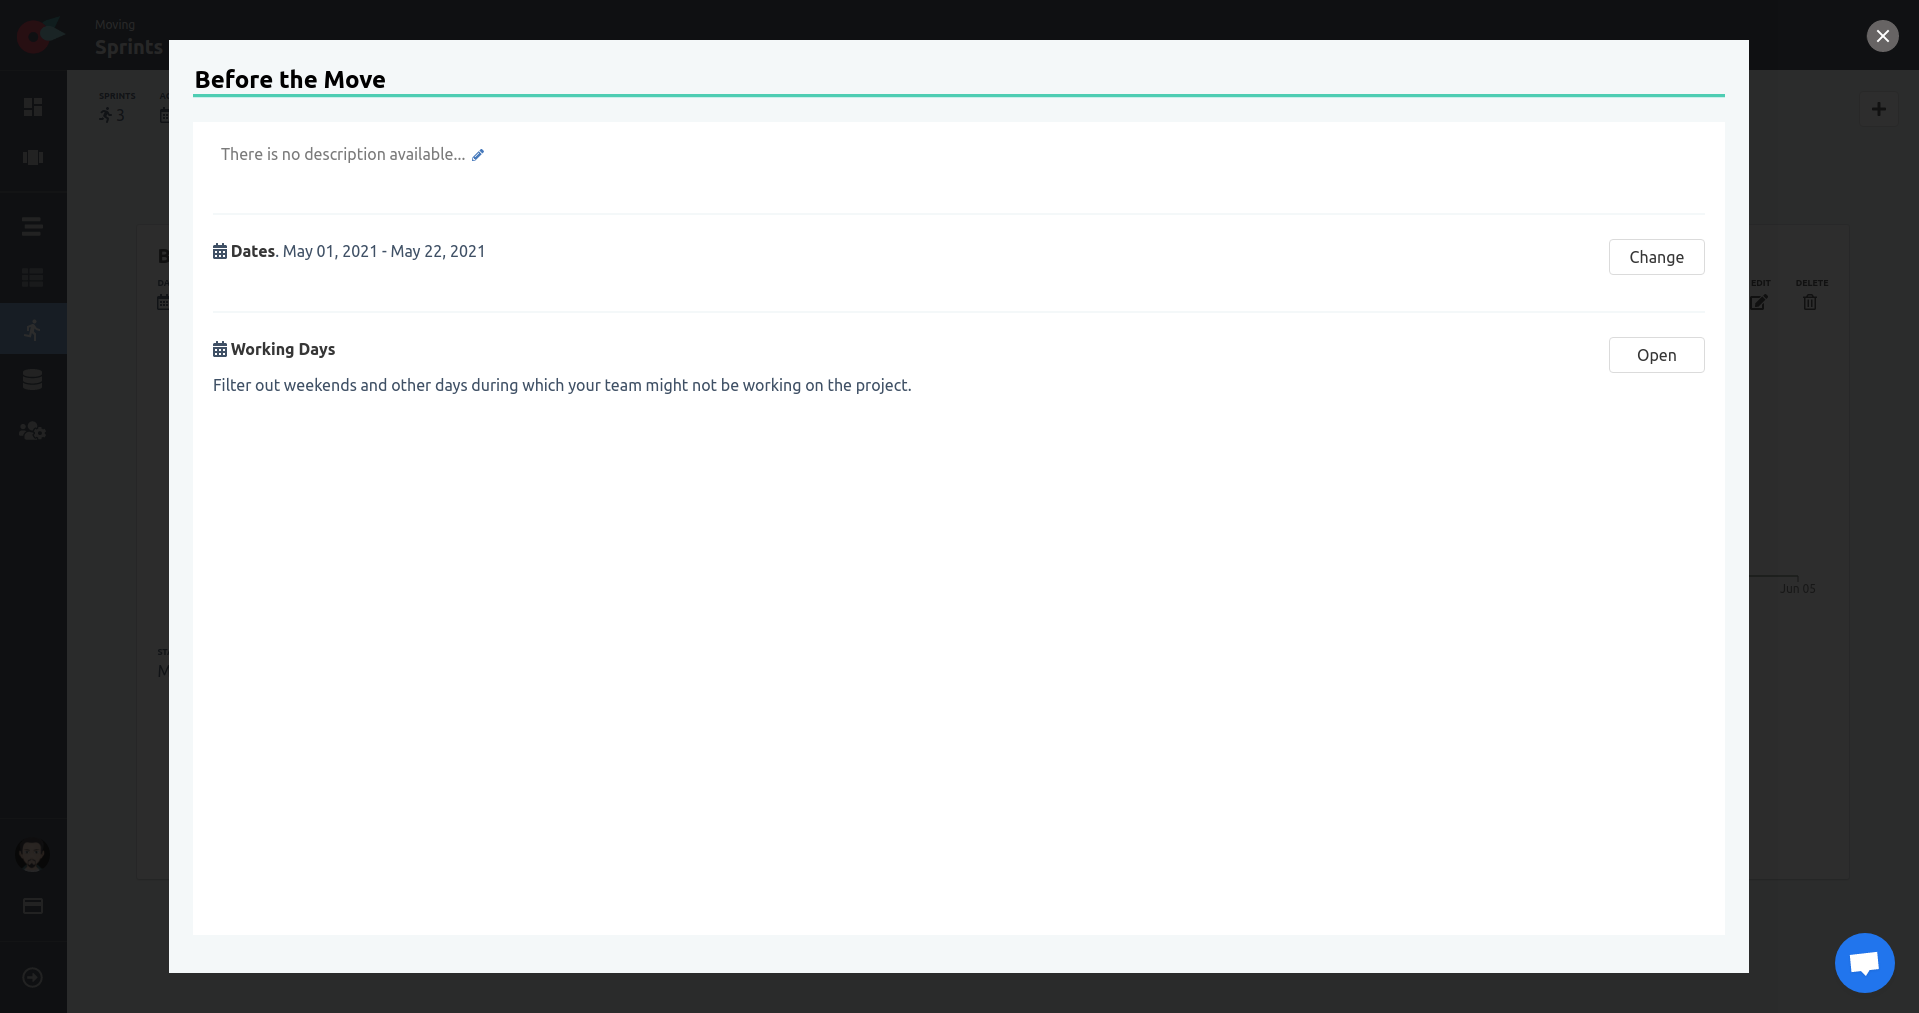 Moving
Sprints
Before the Move
SPRINTS
3
There is no description available...
Dates. May 01, 2021 - May 22, 2021
Change
EDIT
DELETE
Working Days
Open
Filter out weekends and other days during which your team might not be working on the project.
Jun 05